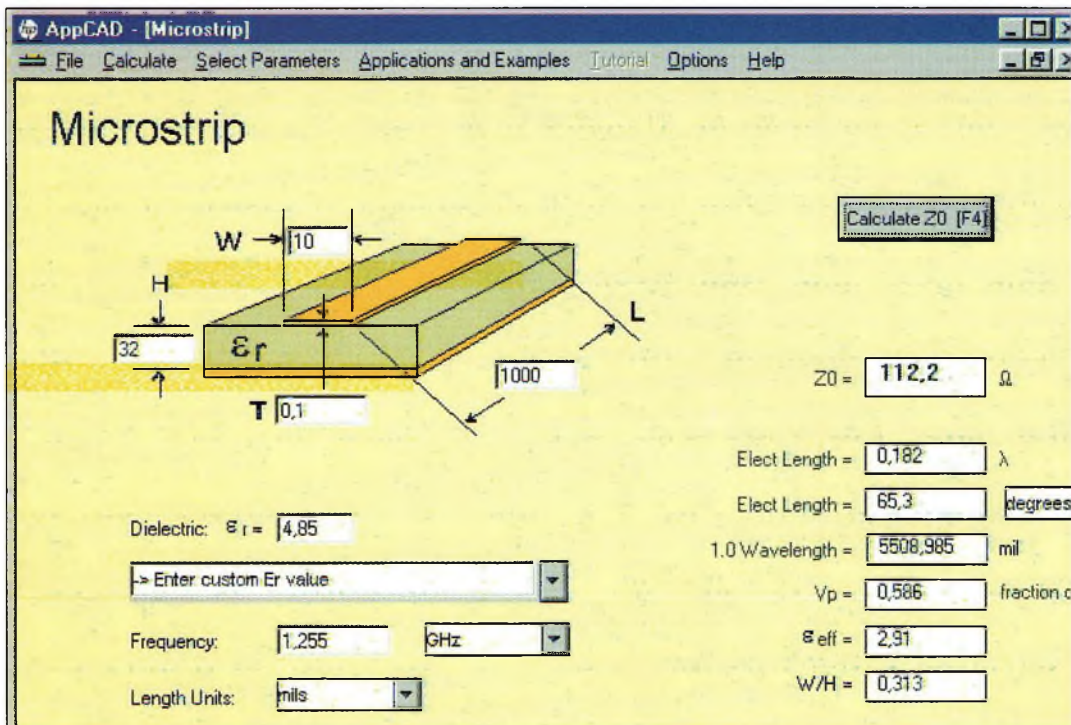 hp AppCAD - [Microstrip]
File Calculate Select Parameters Applications and Examples Tutorial Options Help
Microstrip
Calculate Z0 [F4]
W 10
H
32
εr
L
1000
T 0,1
Z0 = 112,2 Ω
Elect Length = 0,182 λ
Elect Length = 65,3 degrees
Dielectric: εr = 4,85
1.0 Wavelength = 5508,985 mil
-> Enter custom Er value
Vp = 0,586 fraction
Frequency: 1,255 GHz
εeff = 2,91
Length Units: mils
W/H = 0,313